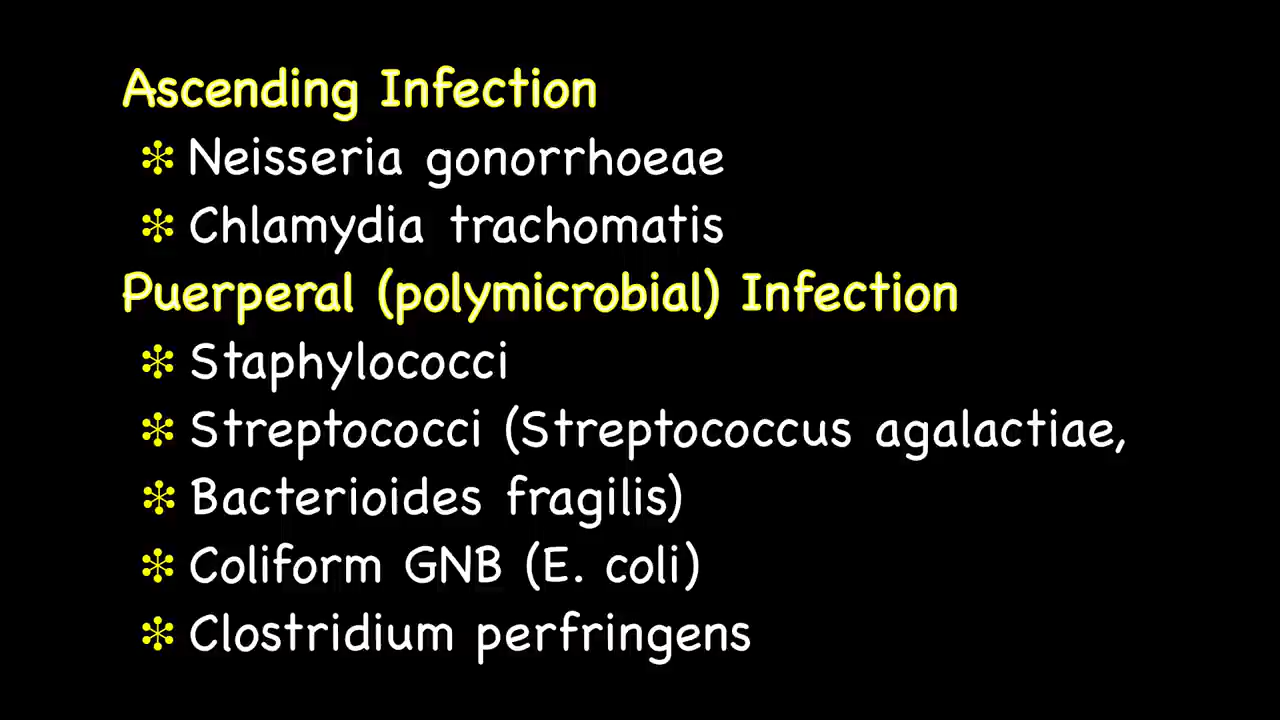 Ascending Infection
Neisseria gonorrhoeae
Chlamydia trachomatis
Puerperal (polymicrobial) Infection
Staphylococci
Streptococci (Streptococcus agalactiae,
Bacterioides fragilis)
Coliform GNB (E. coli)
Clostridium perfringens